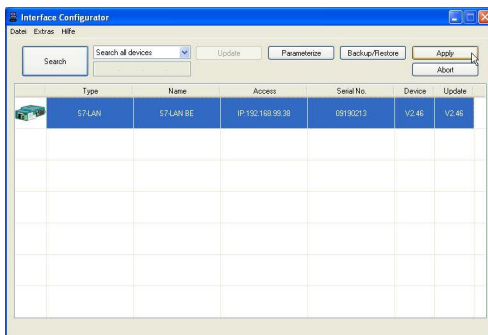 Interface Configurator
Datei Extras Hilfe
Search
Search all devices
Update
Parameterize
Backup/Restore
Apply
Abort
Type Name Access Serial No. Device Update
S7-LAN S7-LAN BE IP:192.168.99.38 09190213 V2.46 V2.46